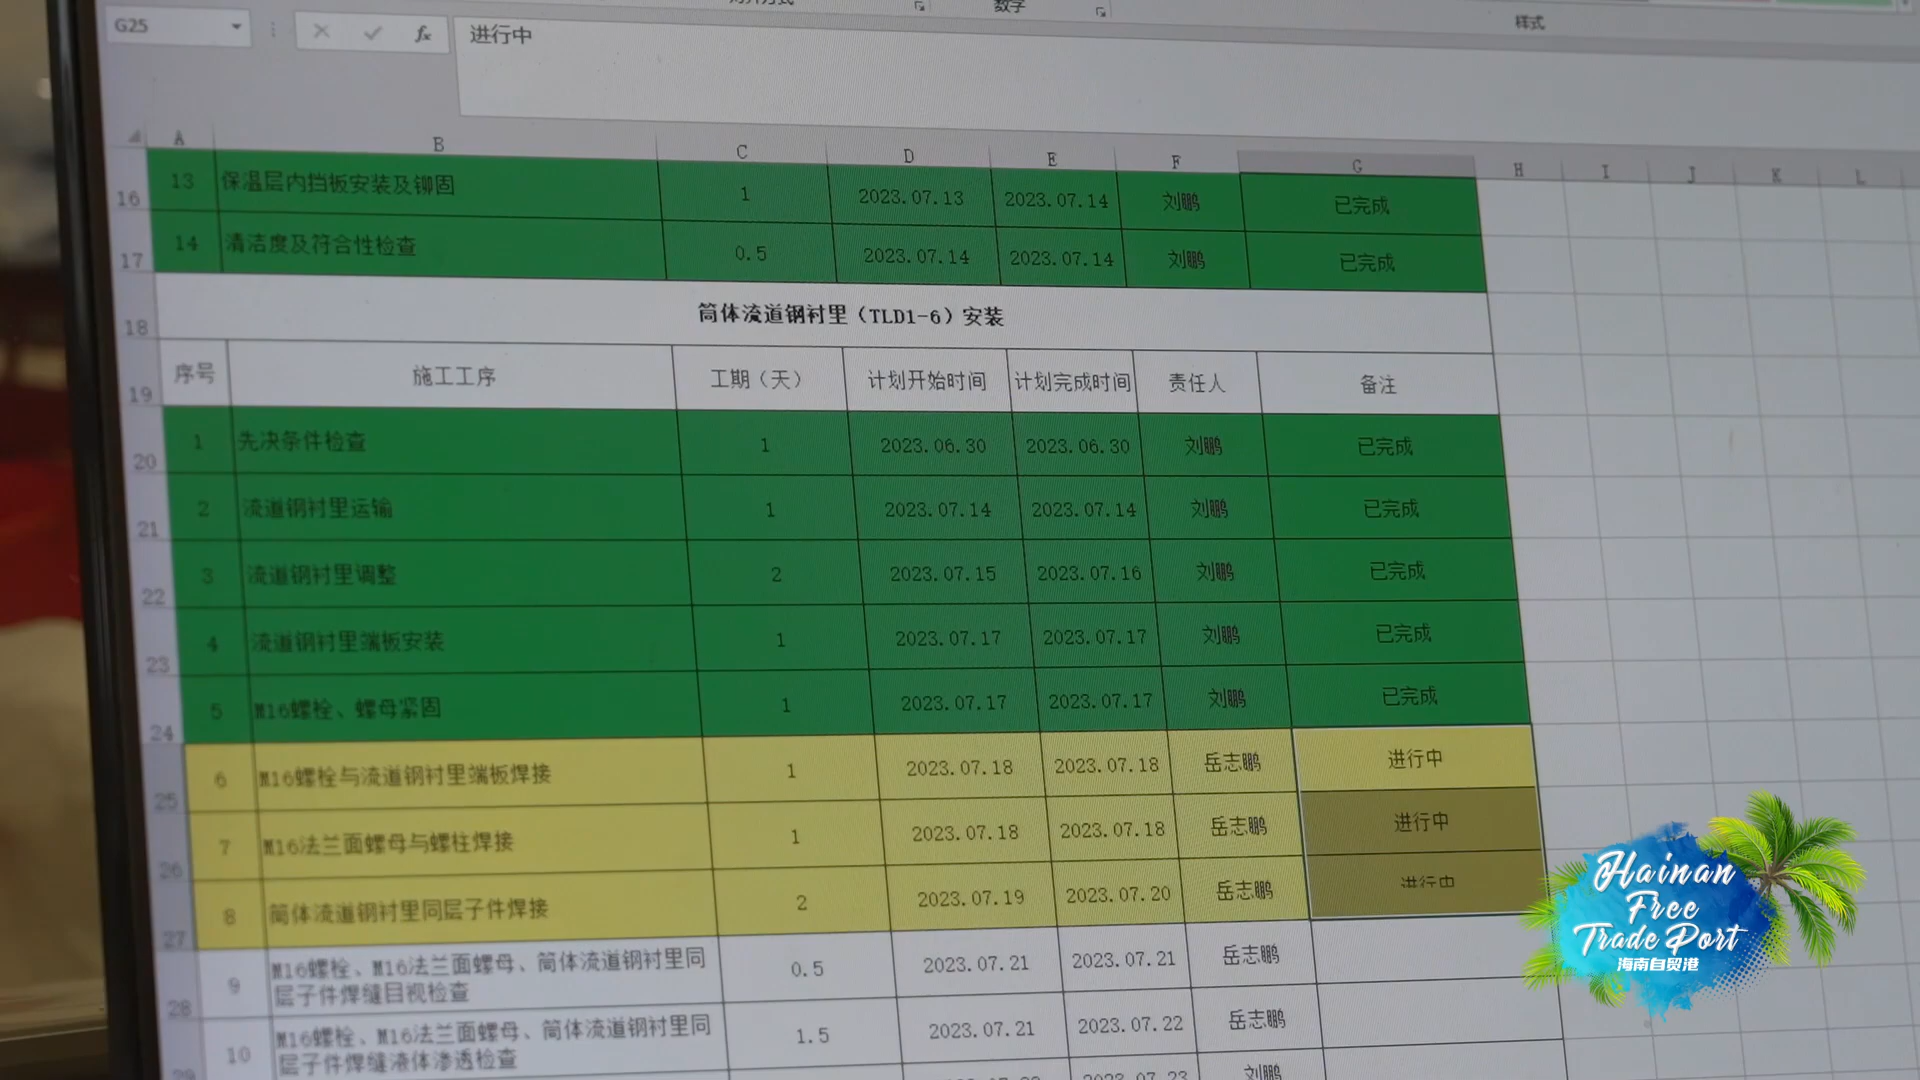 数字
样式
G25
fx 进行中
A B C D E F G H I J K L
16 13 保温层内挡板安装及铆固 1 2023.07.13 2023.07.14 刘鹏 已完成
17 14 清洁度及符合性检查 0.5 2023.07.14 2023.07.14 刘鹏 已完成
18 筒体流道钢衬里（TLD1-6）安装
19 序号 施工工序 工期（天） 计划开始时间 计划完成时间 责任人 备注
20 1 先决条件检查 1 2023.06.30 2023.06.30 刘鹏 已完成
21 2 流道钢衬里运输 1 2023.07.14 2023.07.14 刘鹏 已完成
22 3 流道钢衬里调整 2 2023.07.15 2023.07.16 刘鹏 已完成
23 4 流道钢衬里端板安装 1 2023.07.17 2023.07.17 刘鹏 已完成
24 5 M16螺栓、螺母紧固 1 2023.07.17 2023.07.17 刘鹏 已完成
25 6 M16螺栓与流道钢衬里端板焊接 1 2023.07.18 2023.07.18 岳志鹏 进行中
26 7 M16法兰面螺母与螺柱焊接 1 2023.07.18 2023.07.18 岳志鹏 进行中
27 8 筒体流道钢衬里同层子件焊接 2 2023.07.19 2023.07.20 岳志鹏 进行中
28 9 M16螺栓、M16法兰面螺母、筒体流道钢衬里同
层子件焊缝目视检查 0.5 2023.07.21 2023.07.21 岳志鹏
29 10 M16螺栓、M16法兰面螺母、筒体流道钢衬里同
层子件焊缝液体渗透检查 1.5 2023.07.21 2023.07.22 岳志鹏
2023.07.23 刘鹏
Hainan
Free
Trade Port
海南自贸港